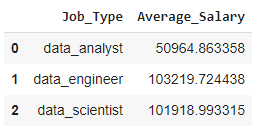 Job_Type Average_Salary
0 data_analyst 50964.863358
1 data_engineer 103219.724438
2 data_scientist 101918.993315